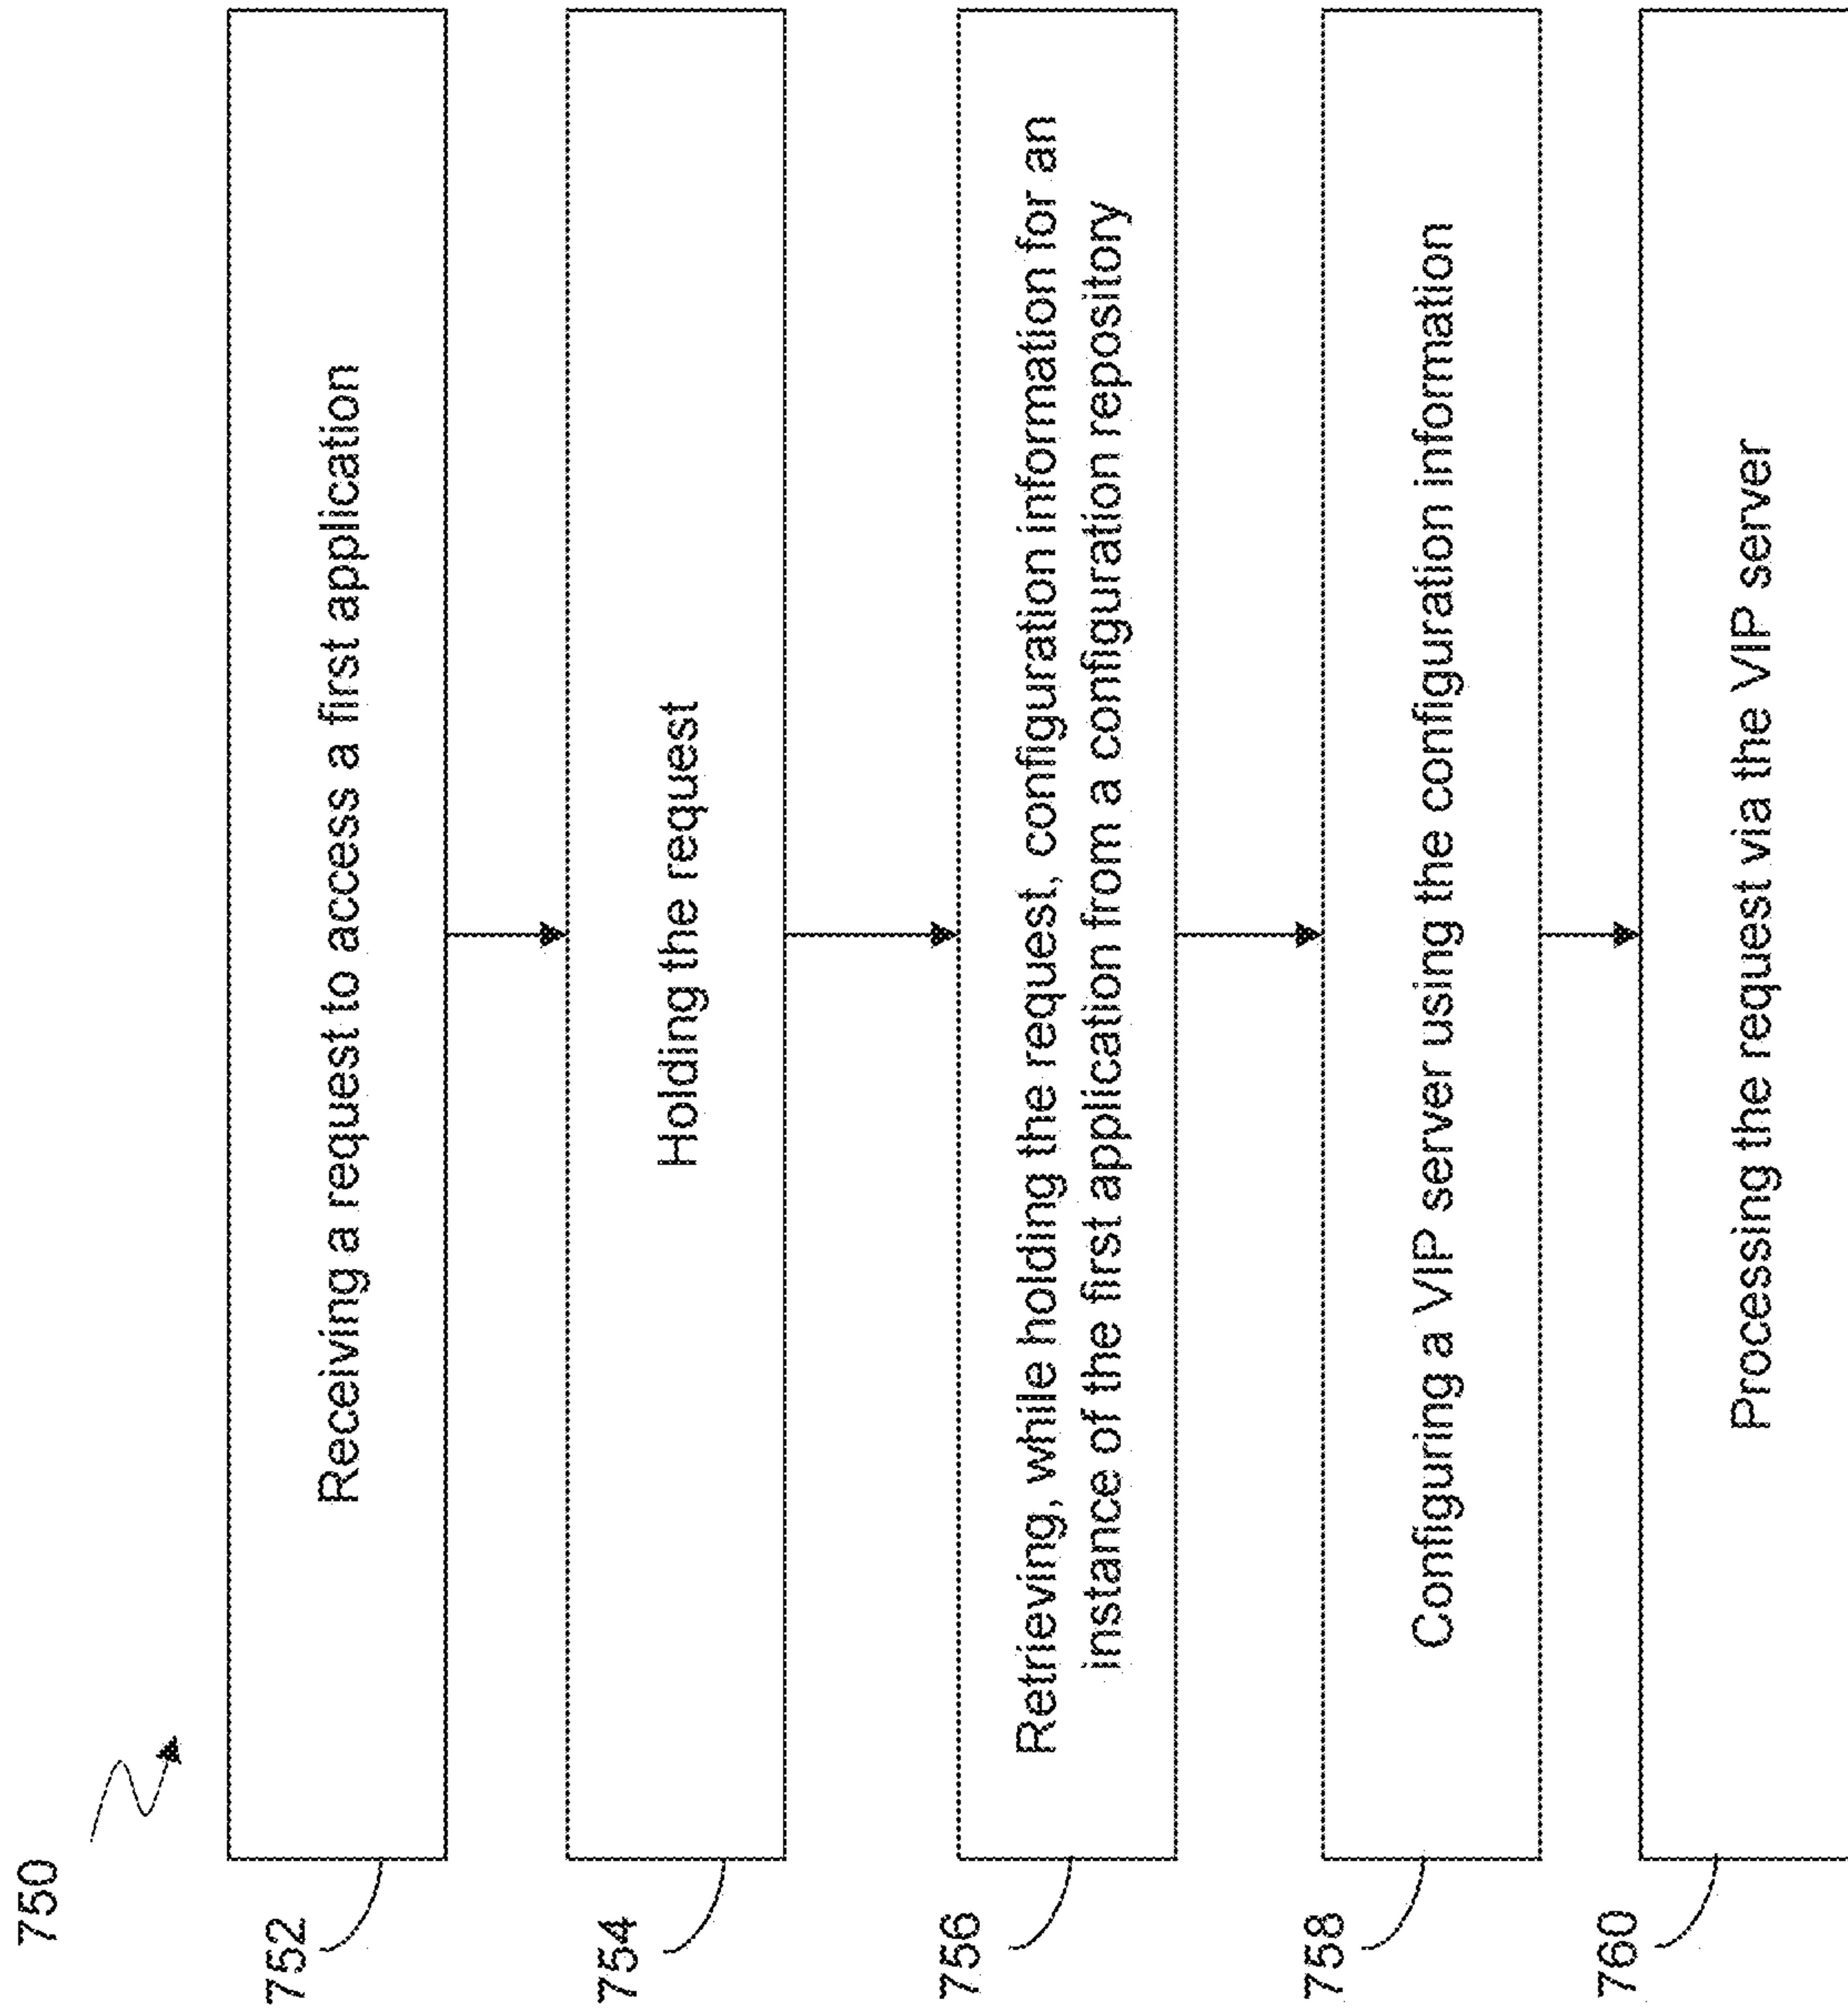 750
752
Receiving a request to access a first application
754
Holding the request
756
Retrieving, while holding the request, configuration information for an
instance of the first application from a configuration repository
758
Configuring a VIP server using the configuration information
760
Processing the request via the VIP server